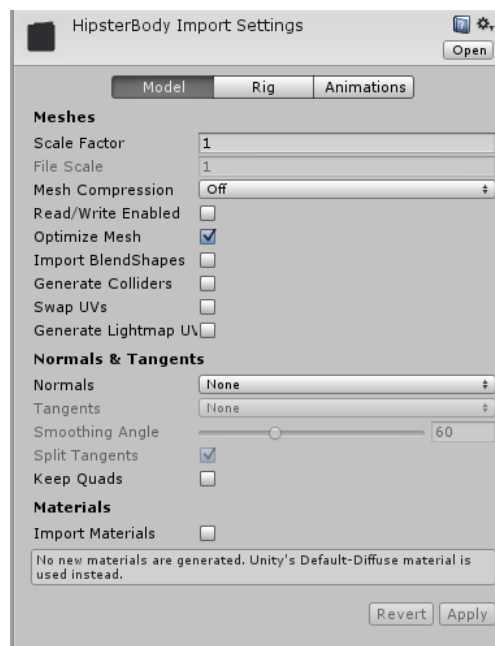 HipsterBody Import Settings
Open
Model Rig Animations
Meshes
Scale Factor 1
File Scale 1
Mesh Compression Off
Read/Write Enabled
Optimize Mesh
Import BlendShapes
Generate Colliders
Swap UVs
Generate Lightmap UV
Normals & Tangents
Normals None
Tangents None
Smoothing Angle 60
Split Tangents
Keep Quads
Materials
Import Materials
No new materials are generated. Unity's Default-Diffuse material is
used instead.
Revert Apply